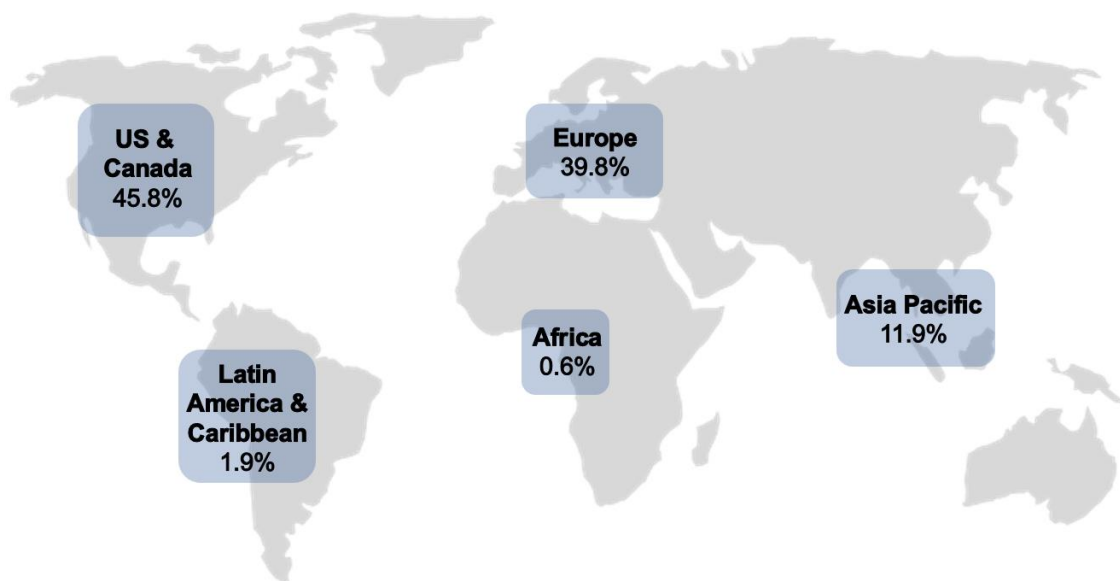 US &
Canada
45.8%
Europe
39.8%
Asia Pacific
11.9%
Africa
0.6%
Latin
America &
Caribbean
1.9%